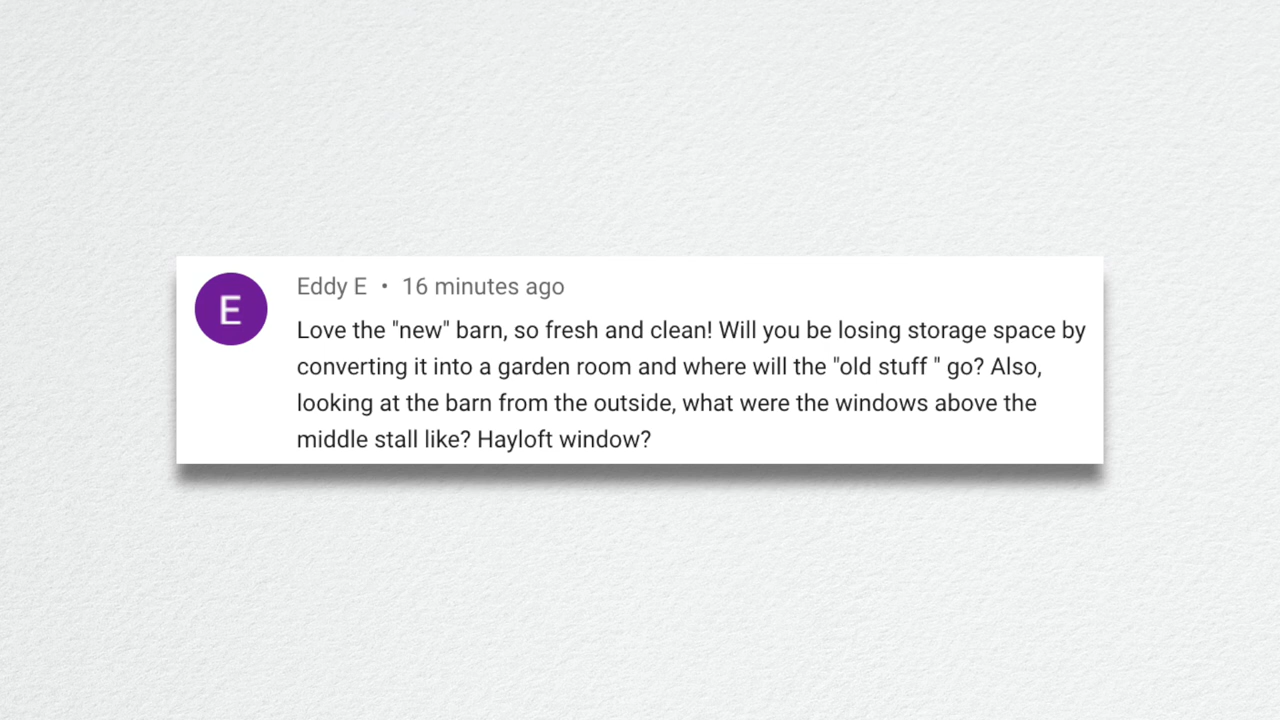 E
Eddy E • 16 minutes ago
Love the "new" barn, so fresh and clean! Will you be losing storage space by
converting it into a garden room and where will the "old stuff " go? Also,
looking at the barn from the outside, what were the windows above the
middle stall like? Hayloft window?